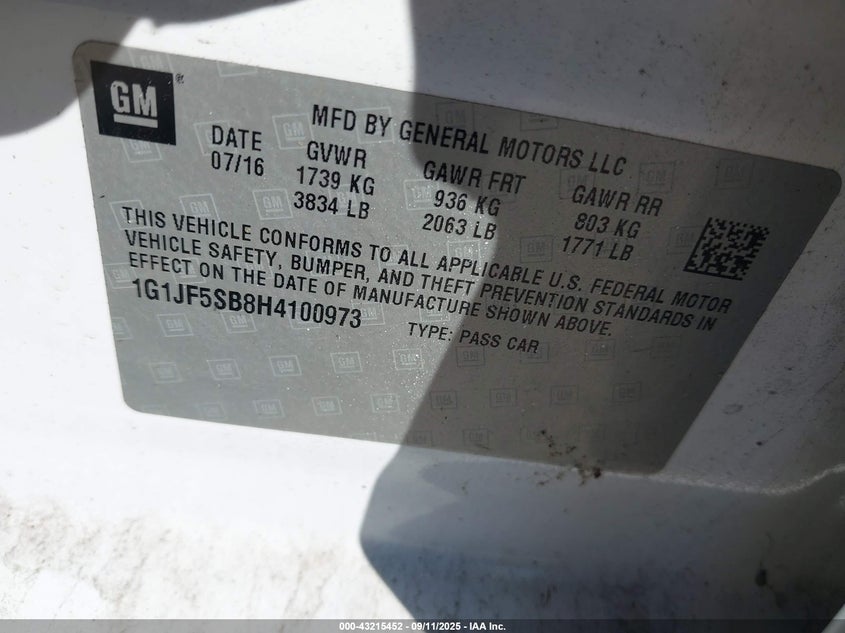 GM ®
MFD BY GENERAL MOTORS LLC
DATE GVWR GAWR FRT GAWR RR
07/16 1739 KG 936 KG 803 KG
3834 LB 2063 LB 1771 LB
THIS VEHICLE CONFORMS TO ALL APPLICABLE U.S. FEDERAL MOTOR
VEHICLE SAFETY, BUMPER, AND THEFT PREVENTION STANDARDS IN
EFFECT ON THE DATE OF MANUFACTURE SHOWN ABOVE.
1G1JF5SB8H4100973 TYPE: PASS CAR
000-43215452 - 09/11/2025 - IAA Inc.